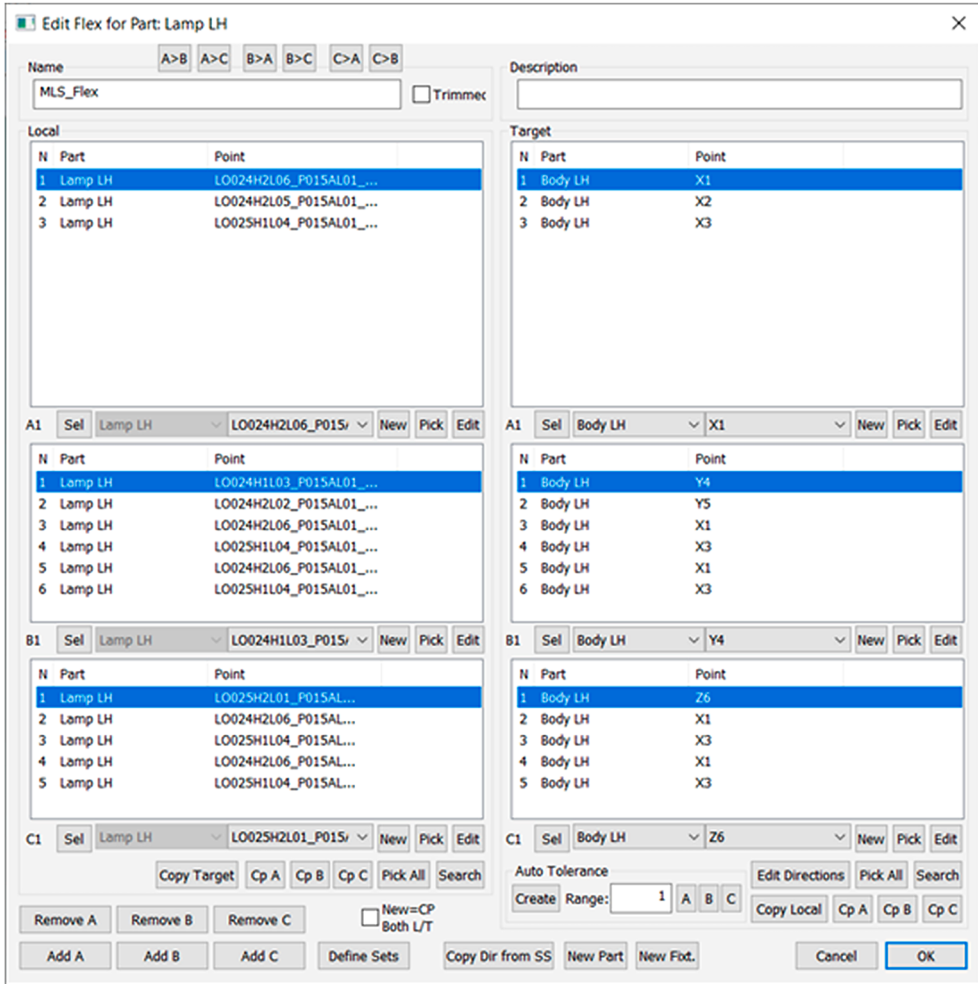 Edit Flex for Part: Lamp LH
A>B A>C B>A B>C C>A C>B
Name Description
MLS_Flex Trimmed
Local Target
N Part Point N Part Point
1 Lamp LH LO024H2L06_P015AL01_... 1 Body LH X1
2 Lamp LH LO024H2L05_P015AL01_... 2 Body LH X2
3 Lamp LH LO025H1L04_P015AL01_... 3 Body LH X3
A1 Sel Lamp LH LO024H2L06_P015/ New Pick Edit A1 Sel Body LH X1 New Pick Edit
N Part Point N Part Point
1 Lamp LH LO024H1L03_P015AL01_... 1 Body LH Y4
2 Lamp LH LO024H2L02_P015AL01_... 2 Body LH Y5
3 Lamp LH LO024H2L06_P015AL01_... 3 Body LH X1
4 Lamp LH LO025H1L04_P015AL01_... 4 Body LH X3
5 Lamp LH LO024H2L06_P015AL01_... 5 Body LH X1
6 Lamp LH LO025H1L04_P015AL01_... 6 Body LH X3
B1 Sel Lamp LH LO024H1L03_P015/ New Pick Edit B1 Sel Body LH Y4 New Pick Edit
N Part Point N Part Point
1 Lamp LH LO025H2L01_P015AL... 1 Body LH Z6
2 Lamp LH LO024H2L06_P015AL... 2 Body LH X1
3 Lamp LH LO025H1L04_P015AL... 3 Body LH X3
4 Lamp LH LO024H2L06_P015AL... 4 Body LH X1
5 Lamp LH LO025H1L04_P015AL... 5 Body LH X3
C1 Sel Lamp LH LO025H2L01_P015/ New Pick Edit C1 Sel Body LH Z6 New Pick Edit
Copy Target Cp A Cp B Cp C Pick All Search Auto Tolerance Edit Directions Pick All Search
Create Range: 1 A B C Copy Local Cp A Cp B Cp C
Remove A Remove B Remove C New=CP
Both L/T
Add A Add B Add C Define Sets Copy Dir from SS New Part New Fixt. Cancel OK